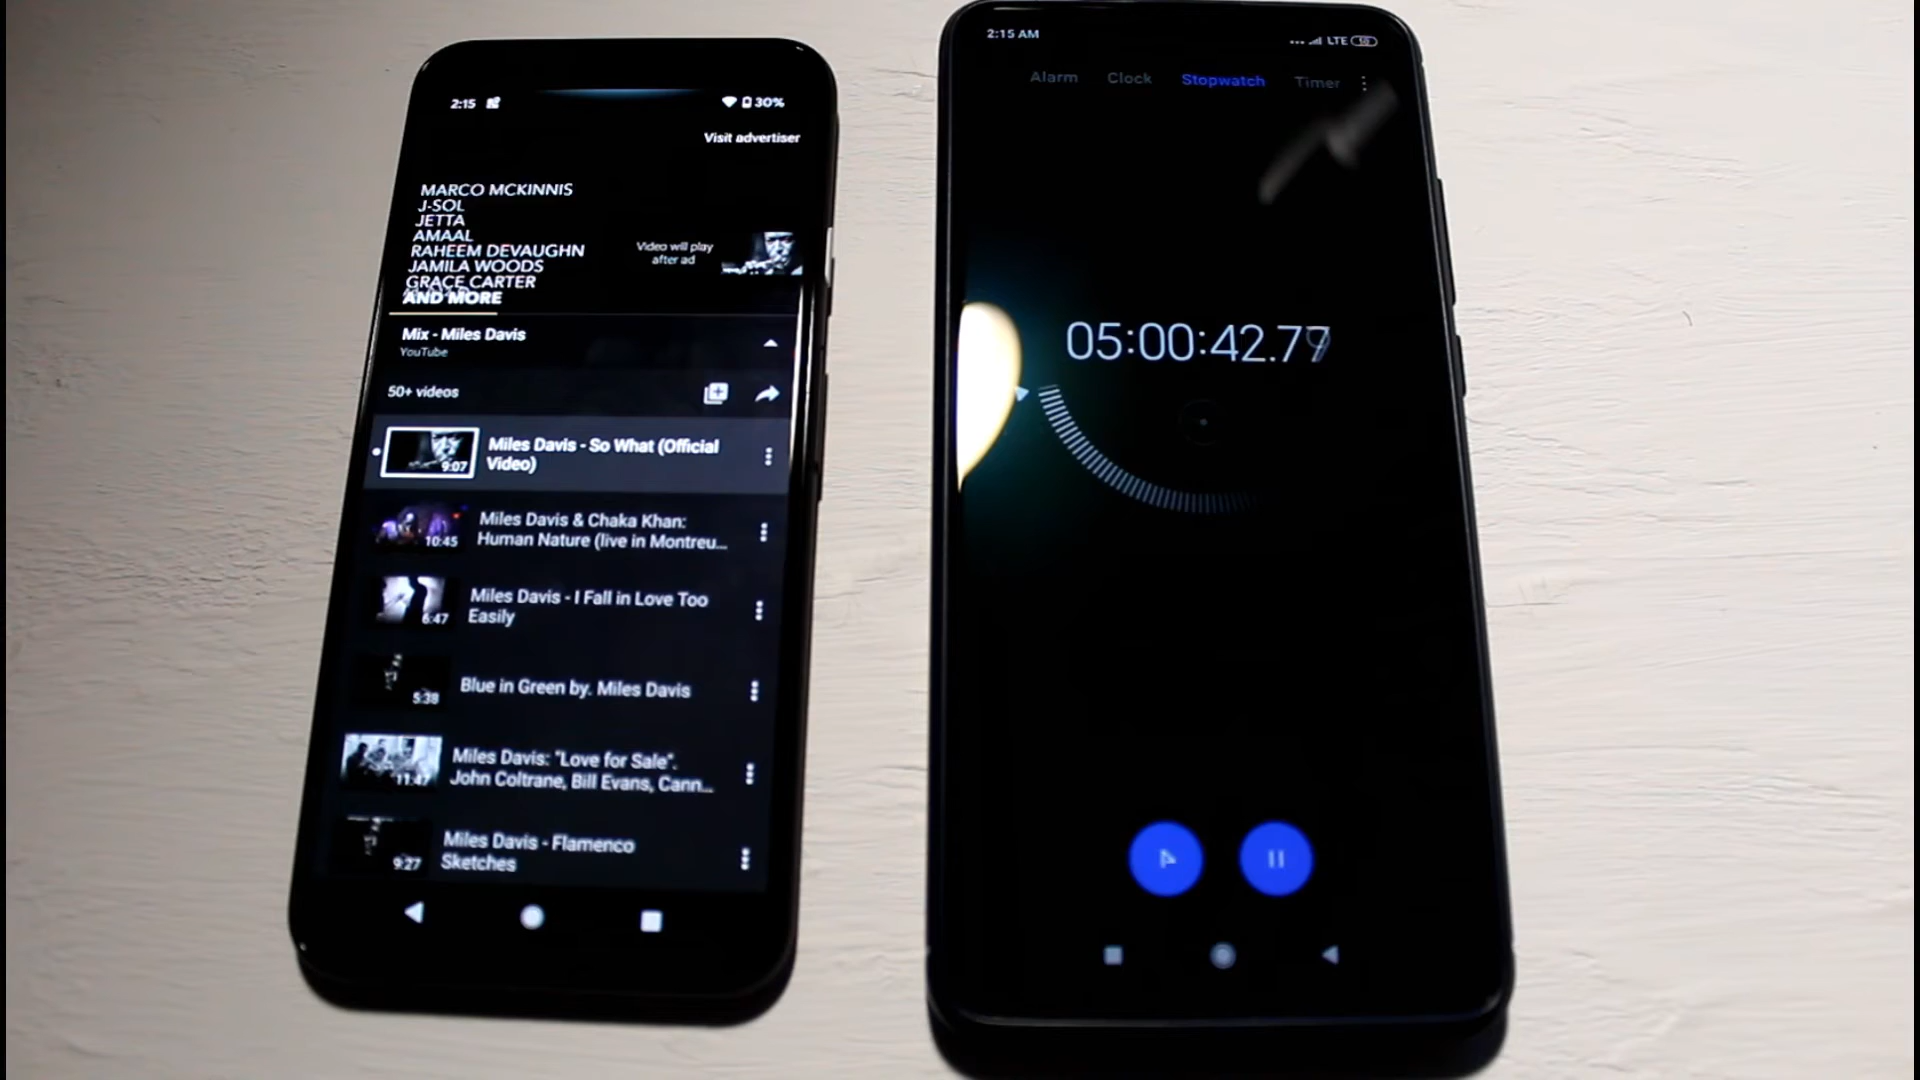 2:15
30%
Visit advertiser
MARCO MCKINNIS
J-SOL
JETTA
AMAAL
RAHEEM DEVAUGHN
JAMILA WOODS
GRACE CARTER
AND MORE
Video will play
after ad
Mix - Miles Davis
YouTube
50+ videos
9:07
Miles Davis - So What (Official
Video)
10:45
Miles Davis & Chaka Khan:
Human Nature (live in Montreu...
6:47
Miles Davis - I Fall in Love Too
Easily
5:38
Blue in Green by. Miles Davis
11:47
Miles Davis: "Love for Sale".
John Coltrane, Bill Evans, Cann...
9:27
Miles Davis - Flamenco
Sketches
2:15 AM
LTE
Alarm Clock Stopwatch Timer
05:00:42.79